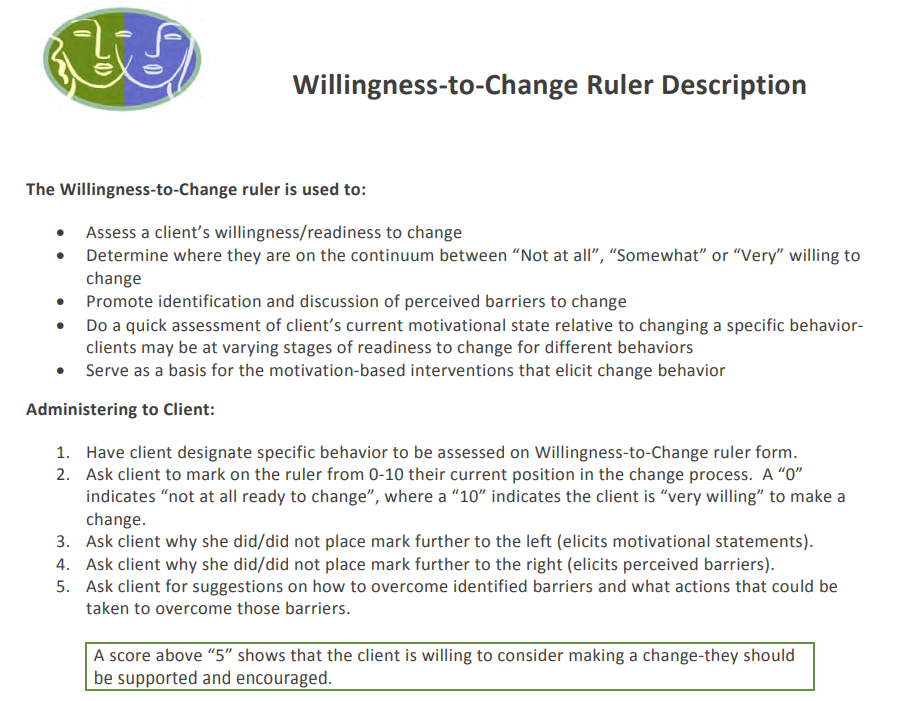 Willingness-to-Change Ruler Description
The Willingness-to-Change ruler is used to:
• Assess a client’s willingness/readiness to change
• Determine where they are on the continuum between “Not at all”, “Somewhat” or “Very” willing to
change
• Promote identification and discussion of perceived barriers to change
• Do a quick assessment of client’s current motivational state relative to changing a specific behavior-
clients may be at varying stages of readiness to change for different behaviors
• Serve as a basis for the motivation-based interventions that elicit change behavior
Administering to Client:
1. Have client designate specific behavior to be assessed on Willingness-to-Change ruler form.
2. Ask client to mark on the ruler from 0-10 their current position in the change process. A “0”
indicates “not at all ready to change”, where a “10” indicates the client is “very willing” to make a
change.
3. Ask client why she did/did not place mark further to the left (elicits motivational statements).
4. Ask client why she did/did not place mark further to the right (elicits perceived barriers).
5. Ask client for suggestions on how to overcome identified barriers and what actions that could be
taken to overcome those barriers.
A score above “5” shows that the client is willing to consider making a change-they should
be supported and encouraged.